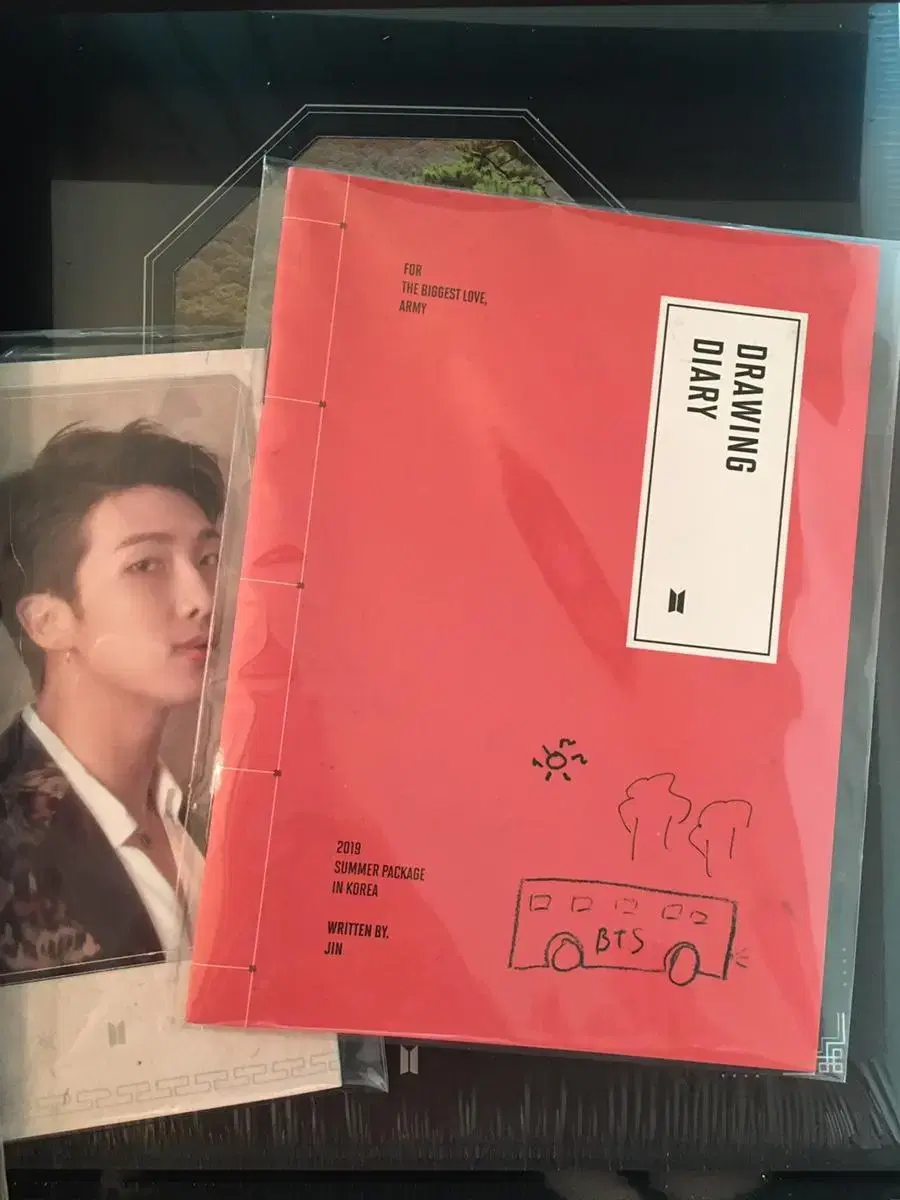 FOR
THE BIGGEST LOVE,
ARMY
DRAWING
DIARY
2019
SUMMER PACKAGE
IN KOREA
WRITTEN BY.
JIN
BTS